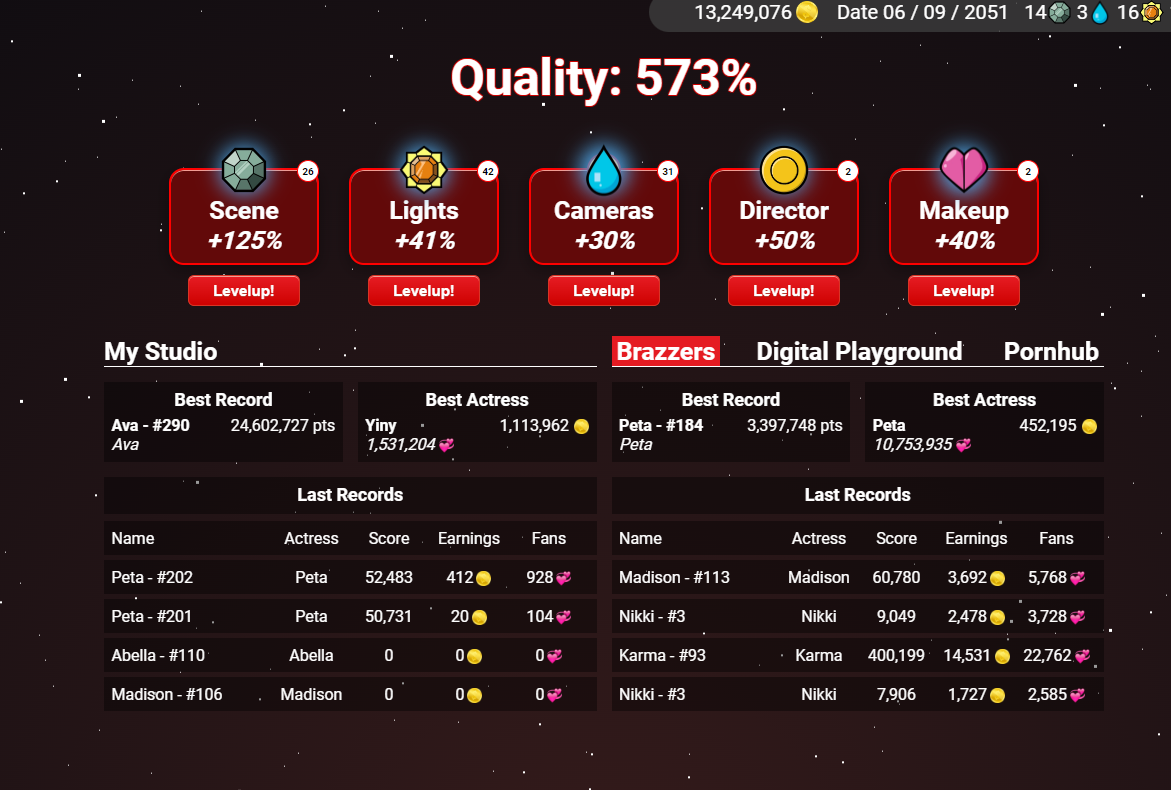 13,249,076 Date 06 / 09 / 2051 14 3 16
Quality: 573%
26 42 31 2 2
Scene Lights Cameras Director Makeup
+125% +41% +30% +50% +40%
Levelup! Levelup! Levelup! Levelup! Levelup!
My Studio Brazzers Digital Playground Pornhub
Best Record Best Actress Best Record Best Actress
Ava - #290 24,602,727 pts Yiny 1,113,962 Peta - #184 3,397,748 pts Peta 452,195
Ava 1,531,204 Peta 10,753,935
Last Records Last Records
Name Actress Score Earnings Fans Name Actress Score Earnings Fans
Peta - #202 Peta 52,483 412 928 Madison - #113 Madison 60,780 3,692 5,768
Peta - #201 Peta 50,731 20 104 Nikki - #3 Nikki 9,049 2,478 3,728
Abella - #110 Abella 0 0 0 Karma - #93 Karma 400,199 14,531 22,762
Madison - #106 Madison 0 0 0 Nikki - #3 Nikki 7,906 1,727 2,585